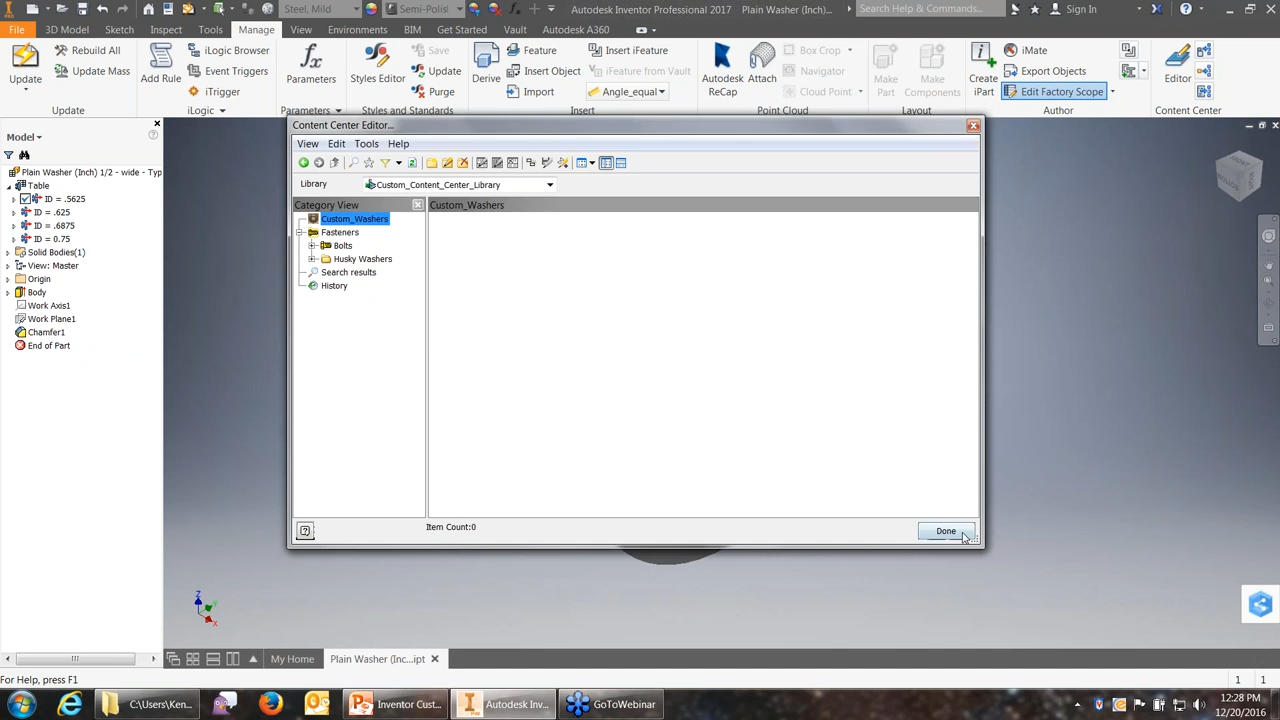 Steel, Mild
Semi-Polis
Autodesk Inventor Professional 2017 Plain Washer (Inch)...
Search Help & Commands...
Sign In
File 3D Model Sketch Inspect Tools Manage View Environments BIM Get Started Vault Autodesk A360
Update
Rebuild All
Update Mass
Update
Add Rule
iLogic Browser
Event Triggers
iTrigger
iLogic
Parameters
Parameters
Styles Editor
Save
Update
Purge
Styles and Standards
Derive
Feature
Insert Object
Import
Insert iFeature
iFeature from Vault
Angle_equal
Insert
Autodesk ReCap
Attach
Box Crop
Navigator
Cloud Point
Point Cloud
Make Part
Make Components
Layout
Create iPart
iMate
Export Objects
Edit Factory Scope
Author
Editor
Content Center
Model
Plain Washer (Inch) 1/2 - wide - Typ
Table
ID = .5625
ID = .625
ID = .6875
ID = 0.75
Solid Bodies(1)
View: Master
Origin
Body
Work Axis1
Work Plane1
Chamfer1
End of Part
Content Center Editor...
View Edit Tools Help
Library Custom_Content_Center_Library
Category View
Custom_Washers
Custom_Washers
Fasteners
Bolts
Husky Washers
Search results
History
Item Count:0
Done
Z
Y
X
My Home
Plain Washer (Inc...ipt
For Help, press F1
1 1
C:\Users\Ken...
Inventor Cust...
Autodesk Inv...
GoToWebinar
12:28 PM
12/20/2016